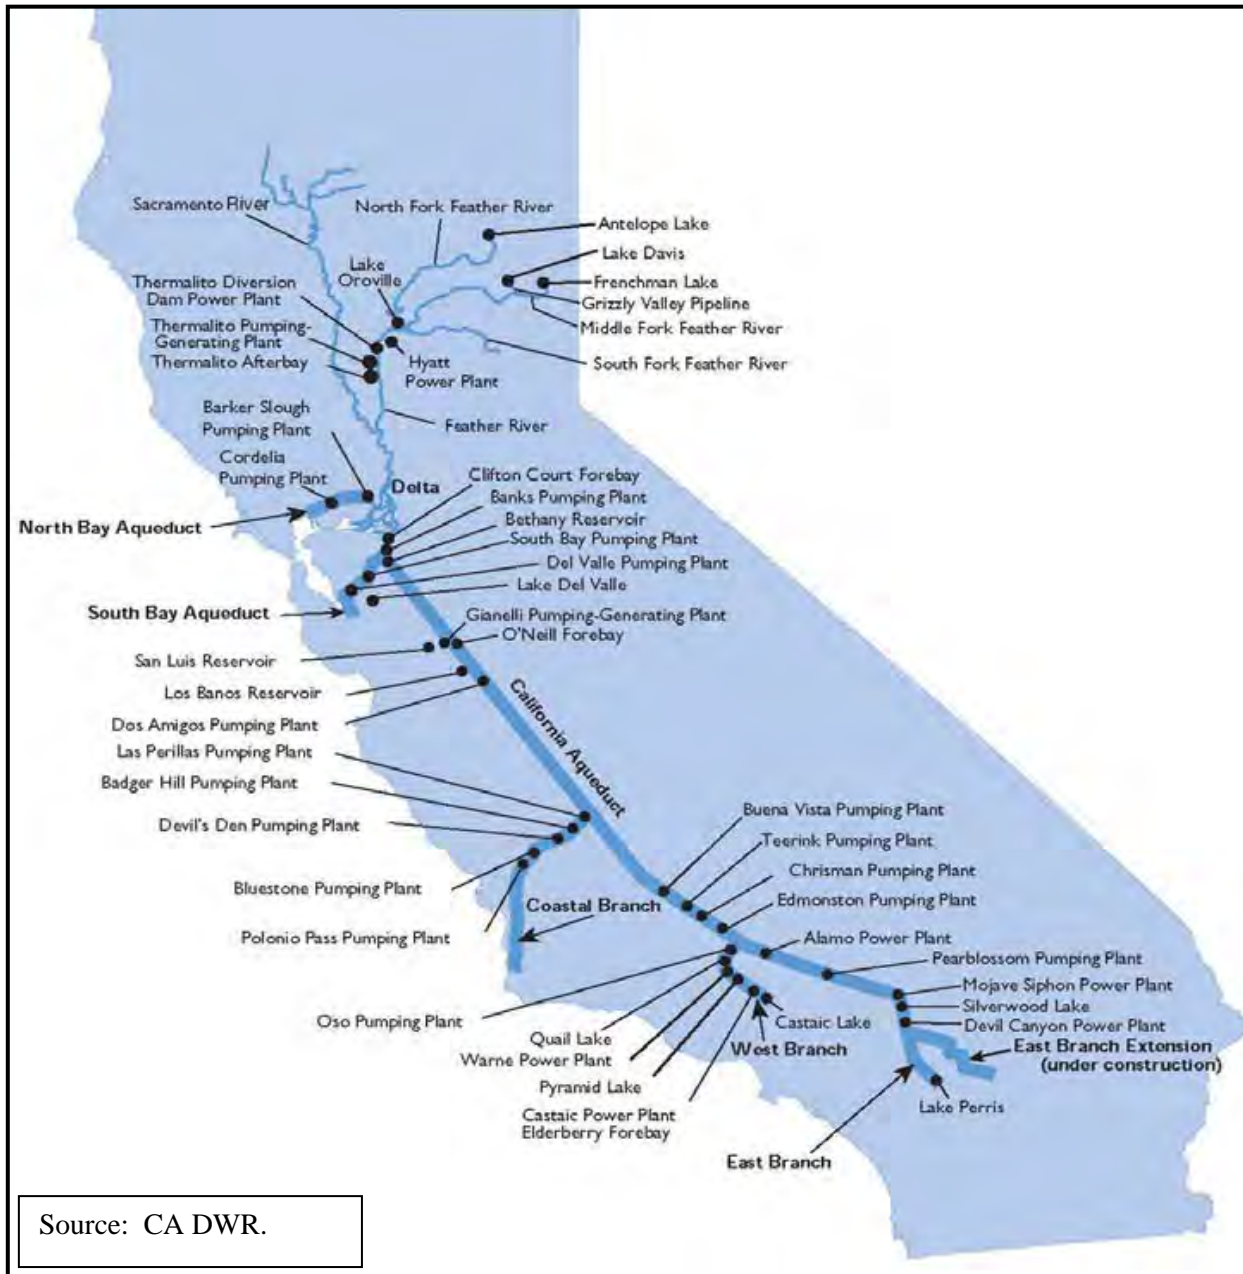 Sacramento River
North Fork Feather River
Antelope Lake
Lake Davis
Lake
Oroville
Thermalito Diversion
Dam Power Plant
Frenchman Lake
Grizzly Valley Pipeline
Middle Fork Feather River
Thermalito Pumping-
Generating Plant
Thermalito Afterbay
Hyatt
Power Plant
South Fork Feather River
Barker Slough
Pumping Plant
Feather River
Cordelia
Pumping Plant
Delta
Clifton Court Forebay
Banks Pumping Plant
Bethany Reservoir
North Bay Aqueduct
South Bay Pumping Plant
Del Valle Pumping Plant
Lake Del Valle
South Bay Aqueduct
Gianelli Pumping-Generating Plant
O'Neill Forebay
San Luis Reservoir
Los Banos Reservoir
Dos Amigos Pumping Plant
California Aqueduct
Las Perillas Pumping Plant
Badger Hill Pumping Plant
Devil's Den Pumping Plant
Buena Vista Pumping Plant
Teerink Pumping Plant
Chrisman Pumping Plant
Bluestone Pumping Plant
Coastal Branch
Edmonston Pumping Plant
Polonio Pass Pumping Plant
Alamo Power Plant
Pearblossom Pumping Plant
Mojave Siphon Power Plant
Silverwood Lake
Oso Pumping Plant
Castaic Lake
Devil Canyon Power Plant
Quail Lake
West Branch
East Branch Extension
(under construction)
Warne Power Plant
Pyramid Lake
Lake Perris
Castaic Power Plant
Elderberry Forebay
East Branch
Source: CA DWR.